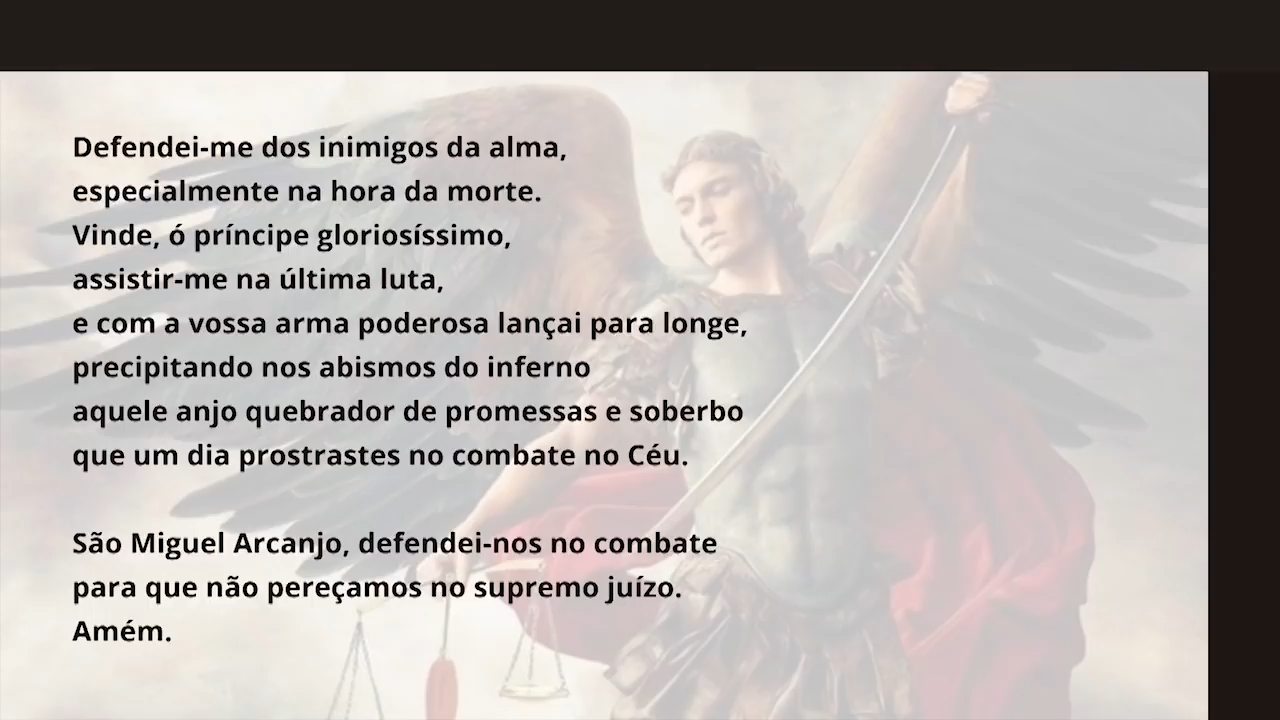 Defendei-me dos inimigos da alma,
especialmente na hora da morte.
Vinde, ó príncipe gloriosíssimo,
assistir-me na última luta,
e com a vossa arma poderosa lançai para longe,
precipitando nos abismos do inferno
aquele anjo quebrador de promessas e soberbo
que um dia prostrastes no combate no Céu.
São Miguel Arcanjo, defendei-nos no combate
para que não pereçamos no supremo juízo.
Amém.